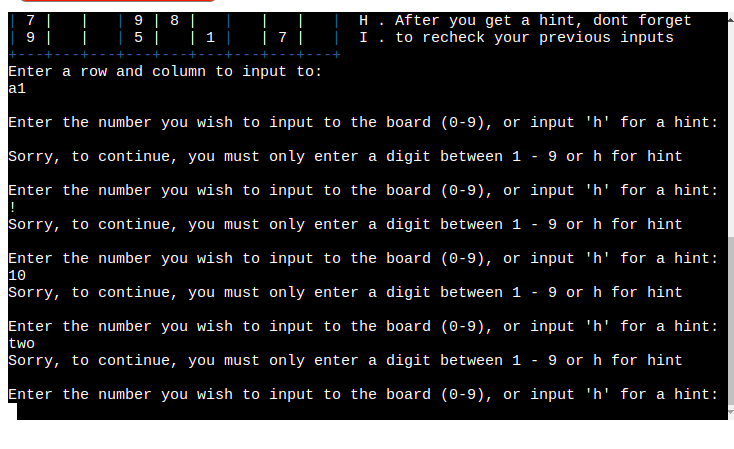 | 7 |   |   | 9 | 8 |   |   |   |   |  H . After you get a hint, dont forget
| 9 |   |   | 5 |   | 1 |   | 7 |   |  I . to recheck your previous inputs
+---+---+---+---+---+---+---+---+---+
Enter a row and column to input to:
a1
Enter the number you wish to input to the board (0-9), or input 'h' for a hint:
Sorry, to continue, you must only enter a digit between 1 - 9 or h for hint
Enter the number you wish to input to the board (0-9), or input 'h' for a hint:
!
Sorry, to continue, you must only enter a digit between 1 - 9 or h for hint
Enter the number you wish to input to the board (0-9), or input 'h' for a hint:
10
Sorry, to continue, you must only enter a digit between 1 - 9 or h for hint
Enter the number you wish to input to the board (0-9), or input 'h' for a hint:
two
Sorry, to continue, you must only enter a digit between 1 - 9 or h for hint
Enter the number you wish to input to the board (0-9), or input 'h' for a hint: